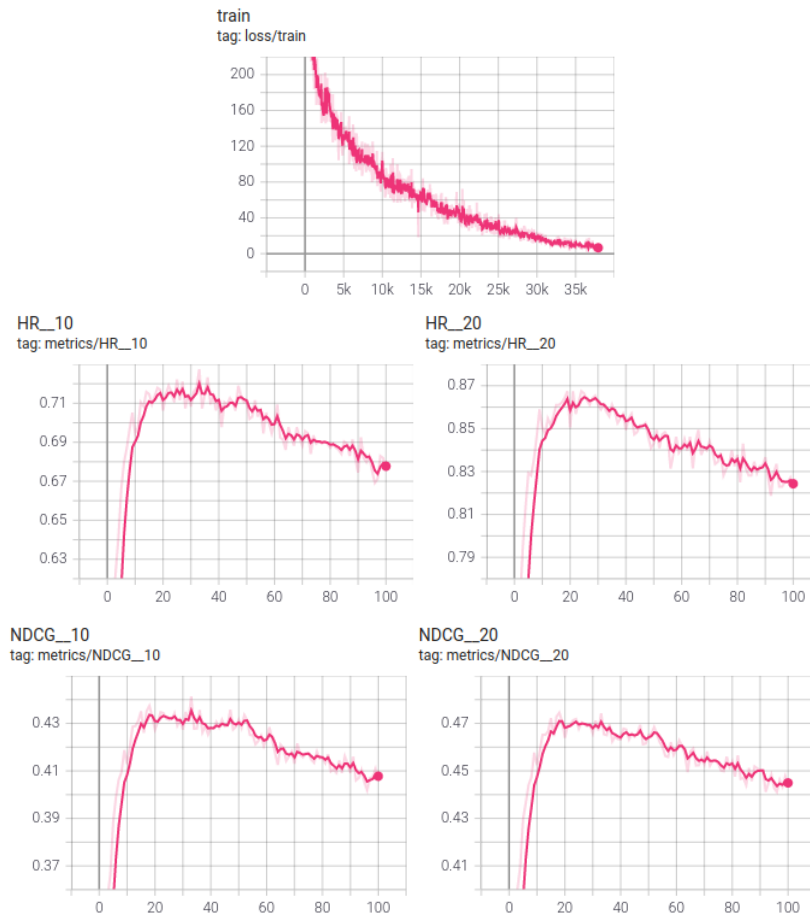 train
tag: loss/train
200
160
120
80
40
0
0 5k 10k 15k 20k 25k 30k 35k
HR__10
tag: metrics/HR__10
0.71
0.69
0.67
0.65
0.63
0 20 40 60 80 100
HR__20
tag: metrics/HR__20
0.87
0.85
0.83
0.81
0.79
0 20 40 60 80 100
NDCG__10
tag: metrics/NDCG__10
0.43
0.41
0.39
0.37
0 20 40 60 80 100
NDCG__20
tag: metrics/NDCG__20
0.47
0.45
0.43
0.41
0 20 40 60 80 100